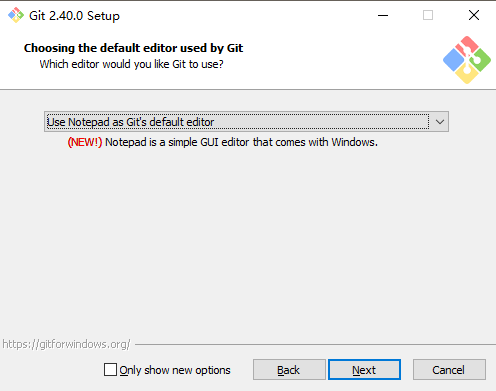 Git 2.40.0 Setup
Choosing the default editor used by Git
Which editor would you like Git to use?
Use Notepad as Git's default editor
(NEW!) Notepad is a simple GUI editor that comes with Windows.
https://gitforwindows.org/
Only show new options Back Next Cancel